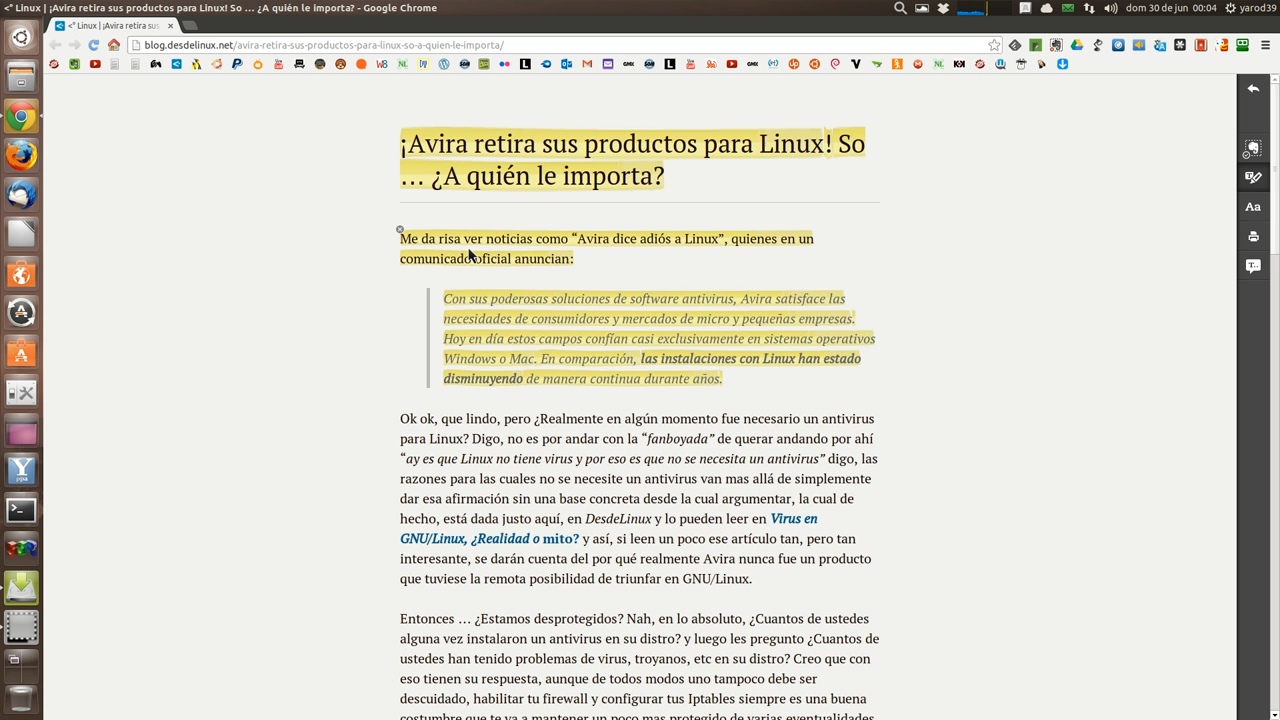 <° Linux | ¡Avira retira sus productos para Linux! So … ¿A quién le importa? - Google Chrome
dom 30 de jun 00:04 yarod39
<° Linux | ¡Avira retira sus
blog.desdelinux.net/avira-retira-sus-productos-para-linux-so-a-quien-le-importa/
¡Avira retira sus productos para Linux! So
… ¿A quién le importa?
Me da risa ver noticias como “Avira dice adiós a Linux”, quienes en un
comunicado oficial anuncian:
Con sus poderosas soluciones de software antivirus, Avira satisface las
necesidades de consumidores y mercados de micro y pequeñas empresas.
Hoy en día estos campos confían casi exclusivamente en sistemas operativos
Windows o Mac. En comparación, las instalaciones con Linux han estado
disminuyendo de manera continua durante años.
Ok ok, que lindo, pero ¿Realmente en algún momento fue necesario un antivirus
para Linux? Digo, no es por andar con la “fanboyada” de querar andando por ahí
“ay es que Linux no tiene virus y por eso es que no se necesita un antivirus” digo, las
razones para las cuales no se necesite un antivirus van mas allá de simplemente
dar esa afirmación sin una base concreta desde la cual argumentar, la cual de
hecho, está dada justo aquí, en DesdeLinux y lo pueden leer en Virus en
GNU/Linux, ¿Realidad o mito? y así, si leen un poco ese artículo tan, pero tan
interesante, se darán cuenta del por qué realmente Avira nunca fue un producto
que tuviese la remota posibilidad de triunfar en GNU/Linux.
Entonces … ¿Estamos desprotegidos? Nah, en lo absoluto, ¿Cuantos de ustedes
alguna vez instalaron un antivirus en su distro? y luego les pregunto ¿Cuantos de
ustedes han tenido problemas de virus, troyanos, etc en su distro? Creo que con
eso tienen su respuesta, aunque de todos modos uno tampoco debe ser
descuidado, habilitar tu firewall y configurar tus Iptables siempre es una buena
costumbre que te va a mantener un poco mas protegido de varias eventualidades
Aa